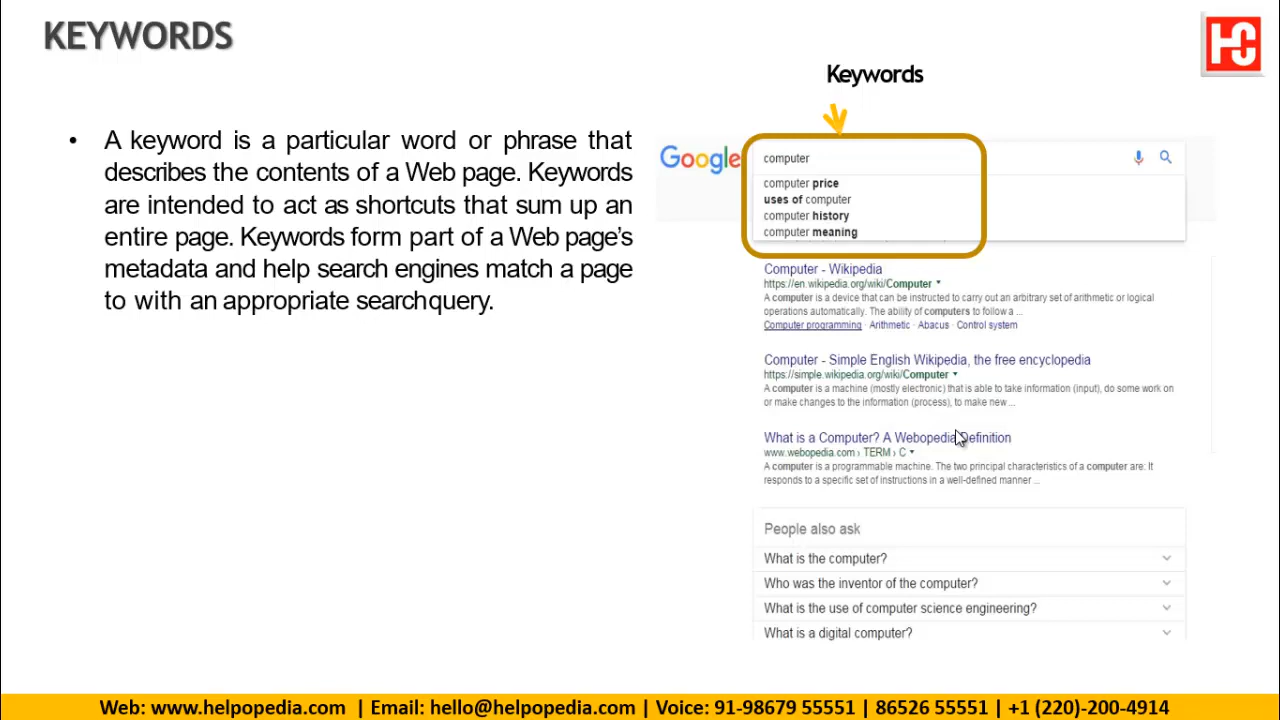 KEYWORDS
HC
Keywords
• A keyword is a particular word or phrase that
describes the contents of a Web page. Keywords
are intended to act as shortcuts that sum up an
entire page. Keywords form part of a Web page's
metadata and help search engines match a page
to with an appropriate searchquery.
Google
computer
computer price
uses of computer
computer history
computer meaning
Computer - Wikipedia
https://en.wikipedia.org/wiki/Computer
A computer is a device that can be instructed to carry out an arbitrary set of arithmetic or logical
operations automatically. The ability of computers to follow a ...
Computer programming · Arithmetic · Abacus · Control system
Computer - Simple English Wikipedia, the free encyclopedia
https://simple.wikipedia.org/wiki/Computer
A computer is a machine (mostly electronic) that is able to take information (input), do some work on
or make changes to the information (process), to make new ...
What is a Computer? A Webopedia Definition
www.webopedia.com › TERM › C
A computer is a programmable machine. The two principal characteristics of a computer are: It
responds to a specific set of instructions in a well-defined manner ...
People also ask
What is the computer?
Who was the inventor of the computer?
What is the use of computer science engineering?
What is a digital computer?
Web: www.helpopedia.com | Email: hello@helpopedia.com | Voice: 91-98679 55551 | 86526 55551 | +1 (220)-200-4914